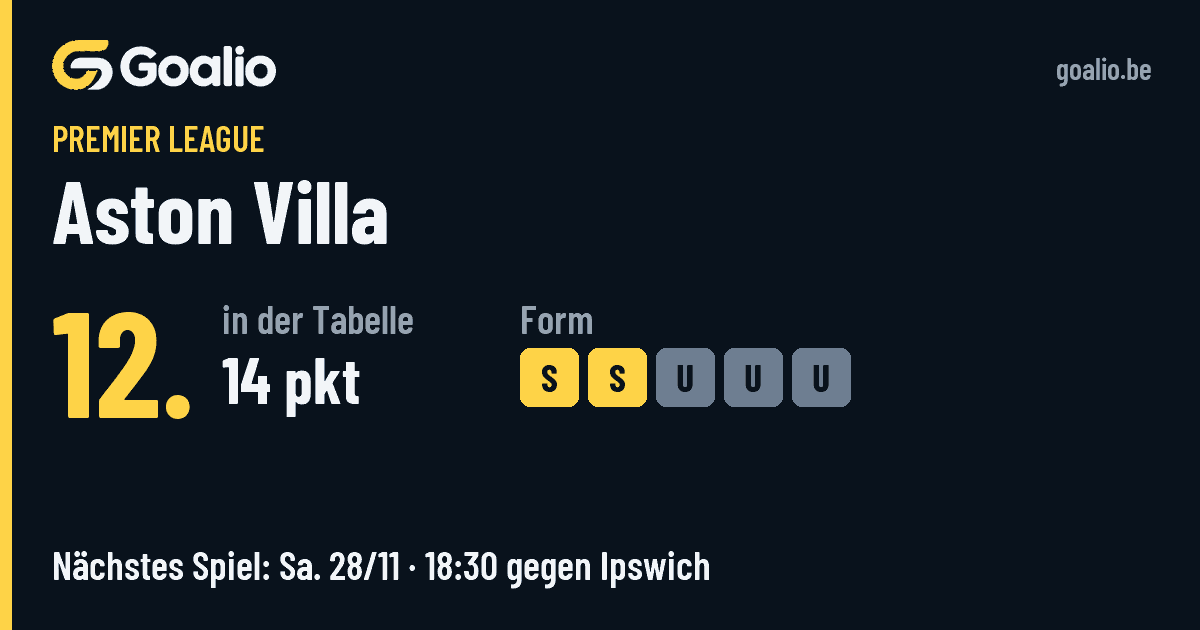 Goalio
goalio.be
PREMIER LEAGUE
Aston Villa
12.
in der Tabelle
14 pkt
Form
S S U U U
Nächstes Spiel: Sa. 28/11 · 18:30 gegen Ipswich